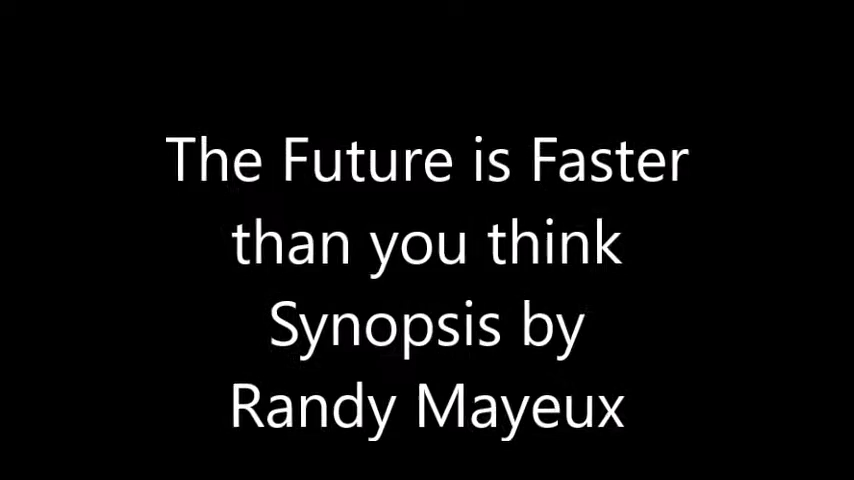 The Future is Faster
than you think
Synopsis by
Randy Mayeux